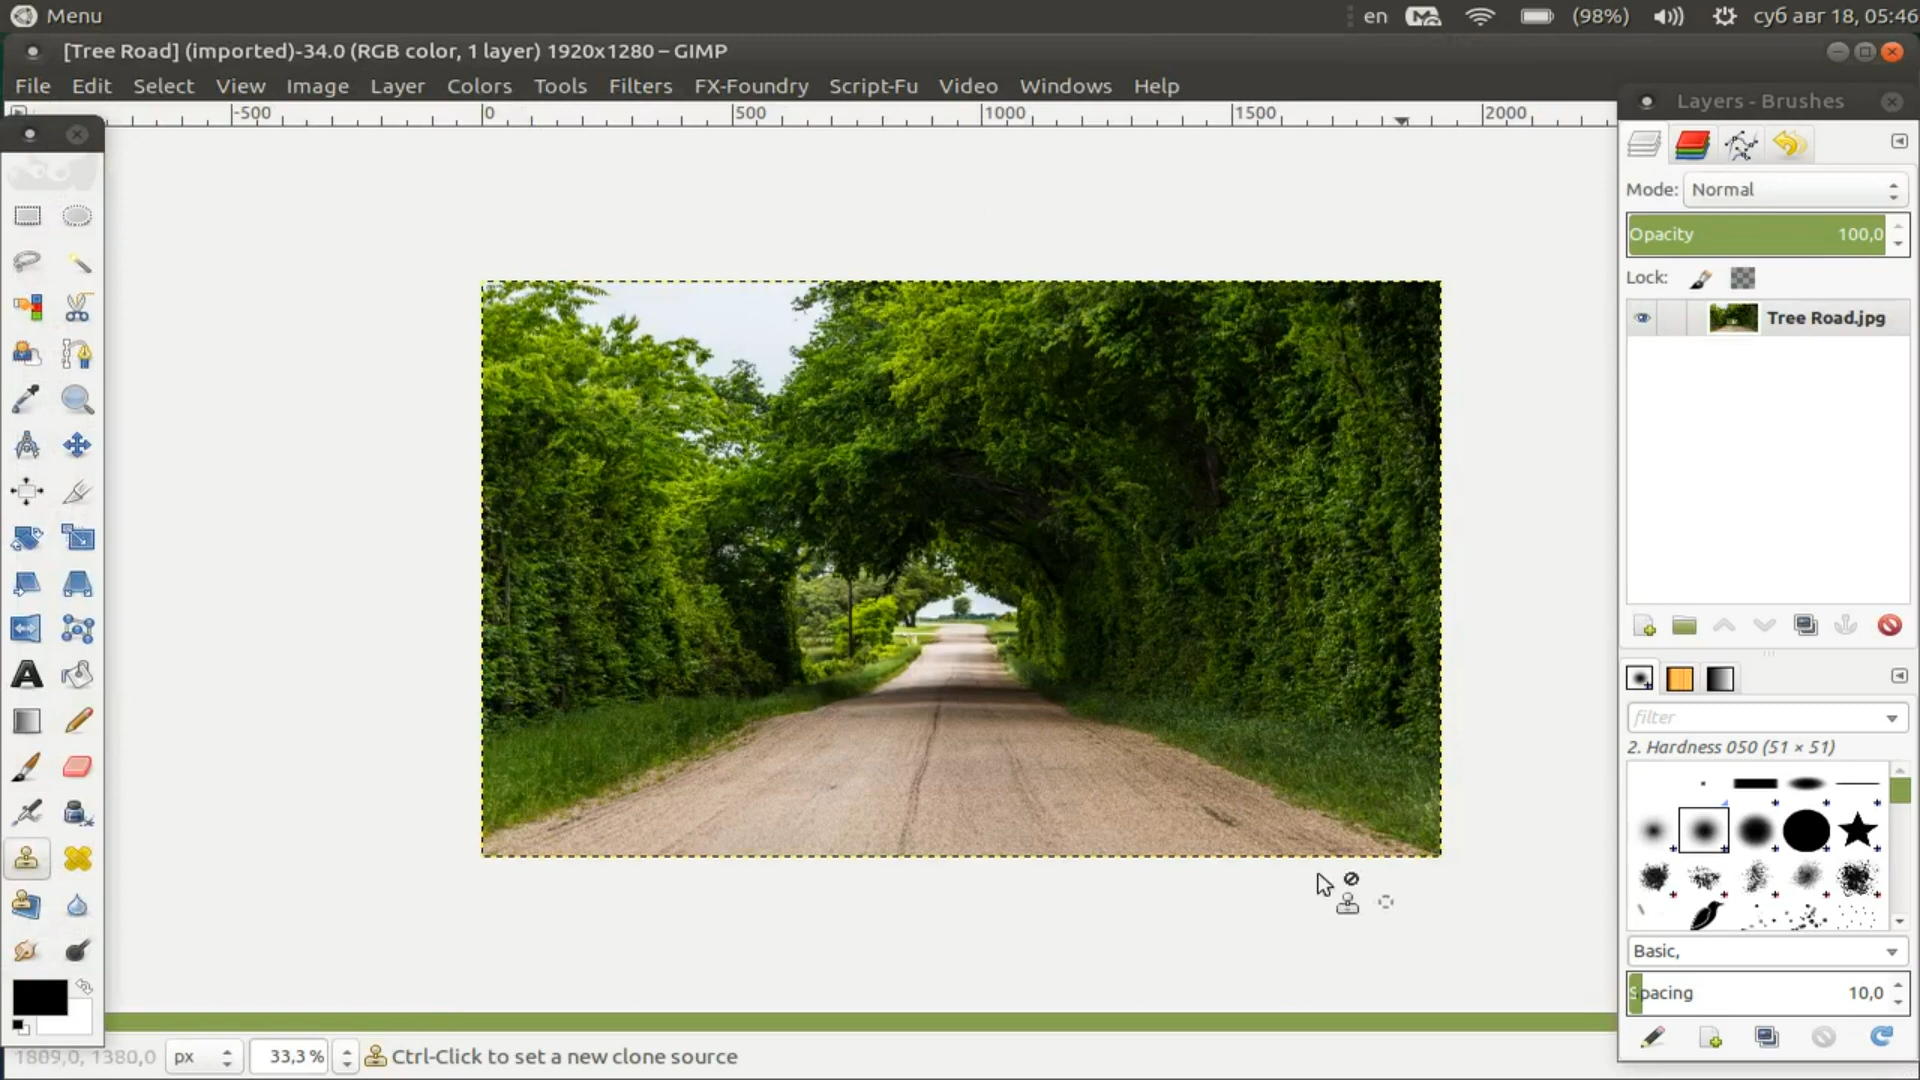 Menu
en
(98%)
суб авг 18, 05:46
[Tree Road] (imported)-34.0 (RGB color, 1 layer) 1920x1280 – GIMP
File Edit Select View Image Layer Colors Tools Filters FX-Foundry Script-Fu Video Windows Help
-500 0 500 1000 1500 2000
Layers - Brushes
Mode: Normal
Opacity 100,0
Lock:
Tree Road.jpg
filter
2. Hardness 050 (51 × 51)
Basic,
Spacing 10,0
1809,0, 1380,0 px 33,3 % Ctrl-Click to set a new clone source